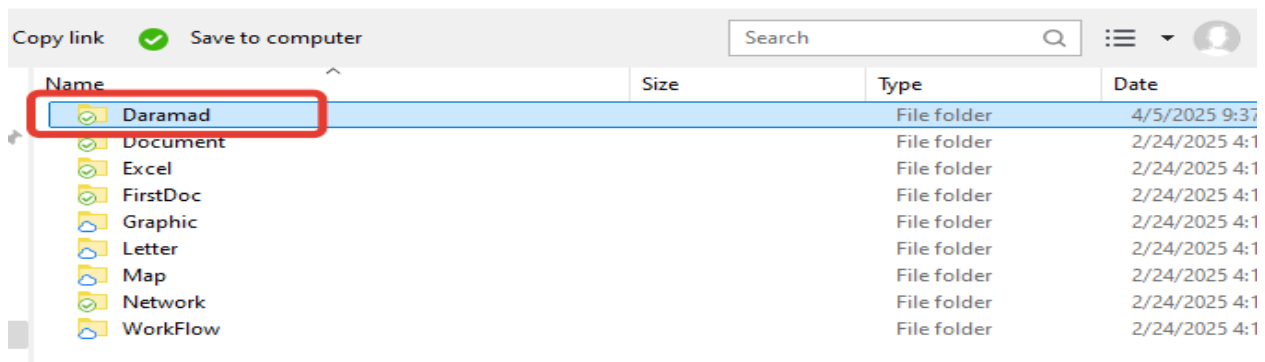 Copy link Save to computer Search
Name Size Type Date
Daramad File folder 4/5/2025 9:37
Document File folder 2/24/2025 4:1
Excel File folder 2/24/2025 4:1
FirstDoc File folder 2/24/2025 4:1
Graphic File folder 2/24/2025 4:1
Letter File folder 2/24/2025 4:1
Map File folder 2/24/2025 4:1
Network File folder 2/24/2025 4:1
WorkFlow File folder 2/24/2025 4:1